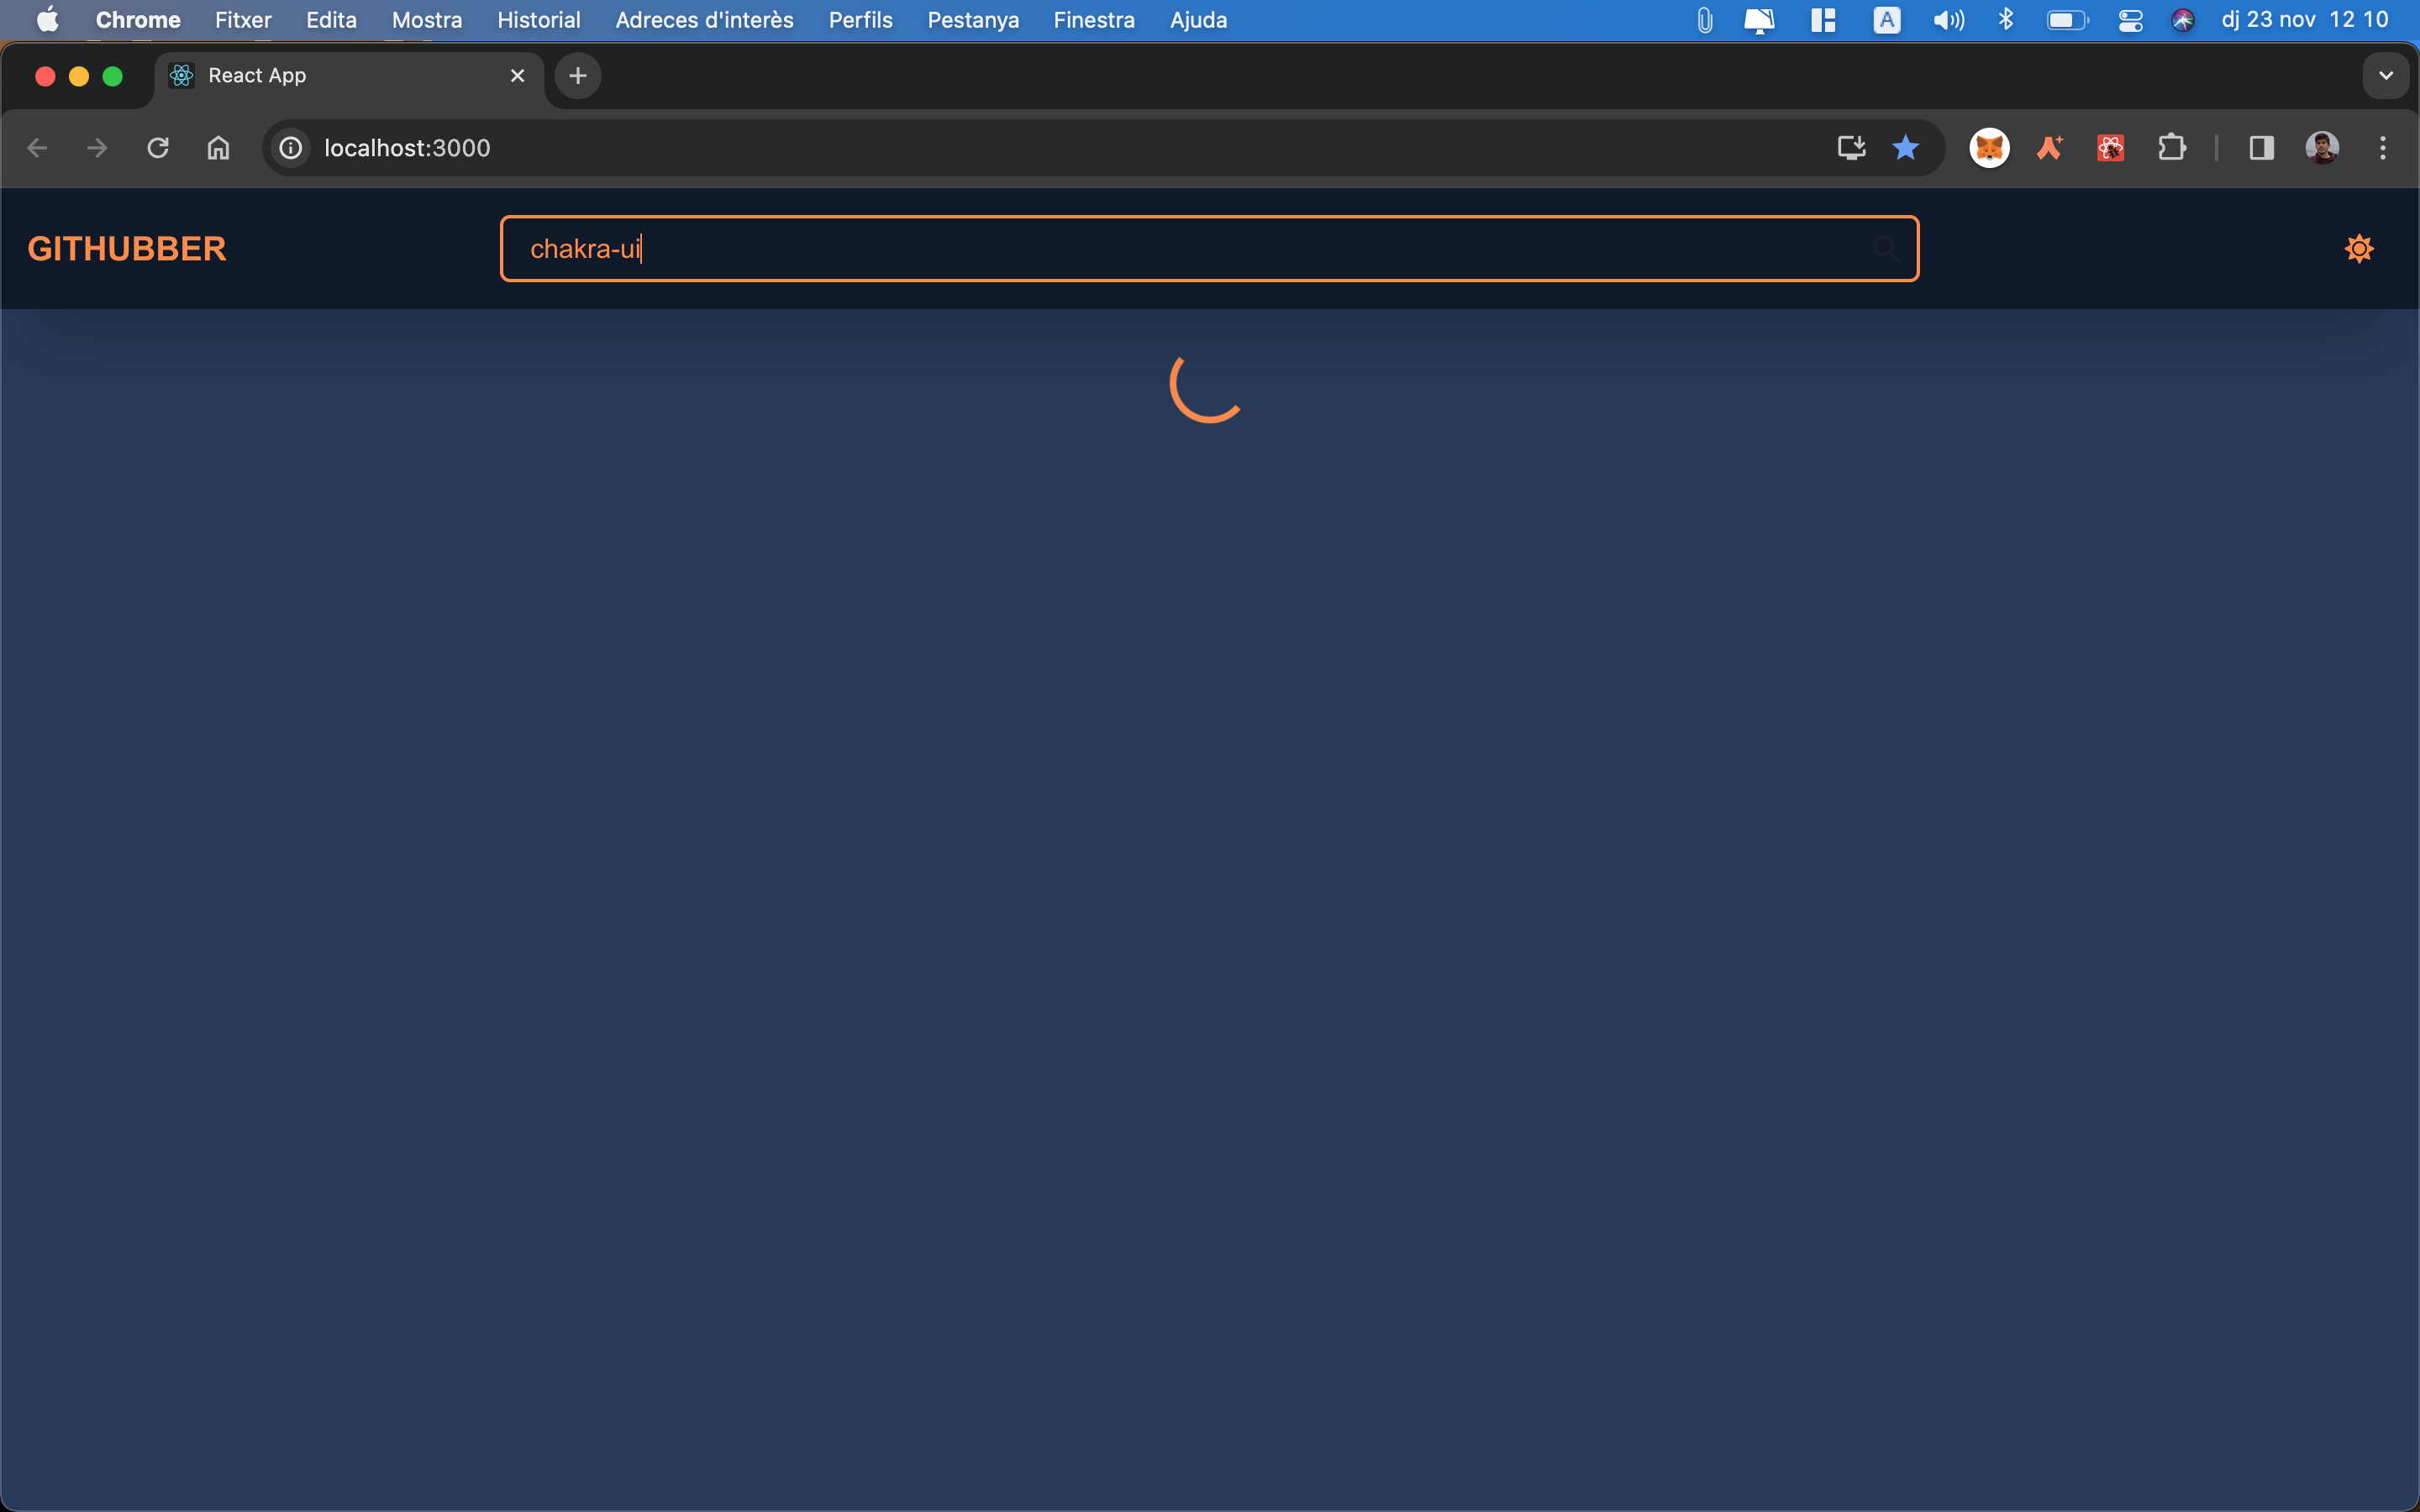 Chrome Fitxer Edita Mostra Historial Adreces d'interès Perfils Pestanya Finestra Ajuda A dj 23 nov 12 10
React App
localhost:3000
GITHUBBER chakra-ui